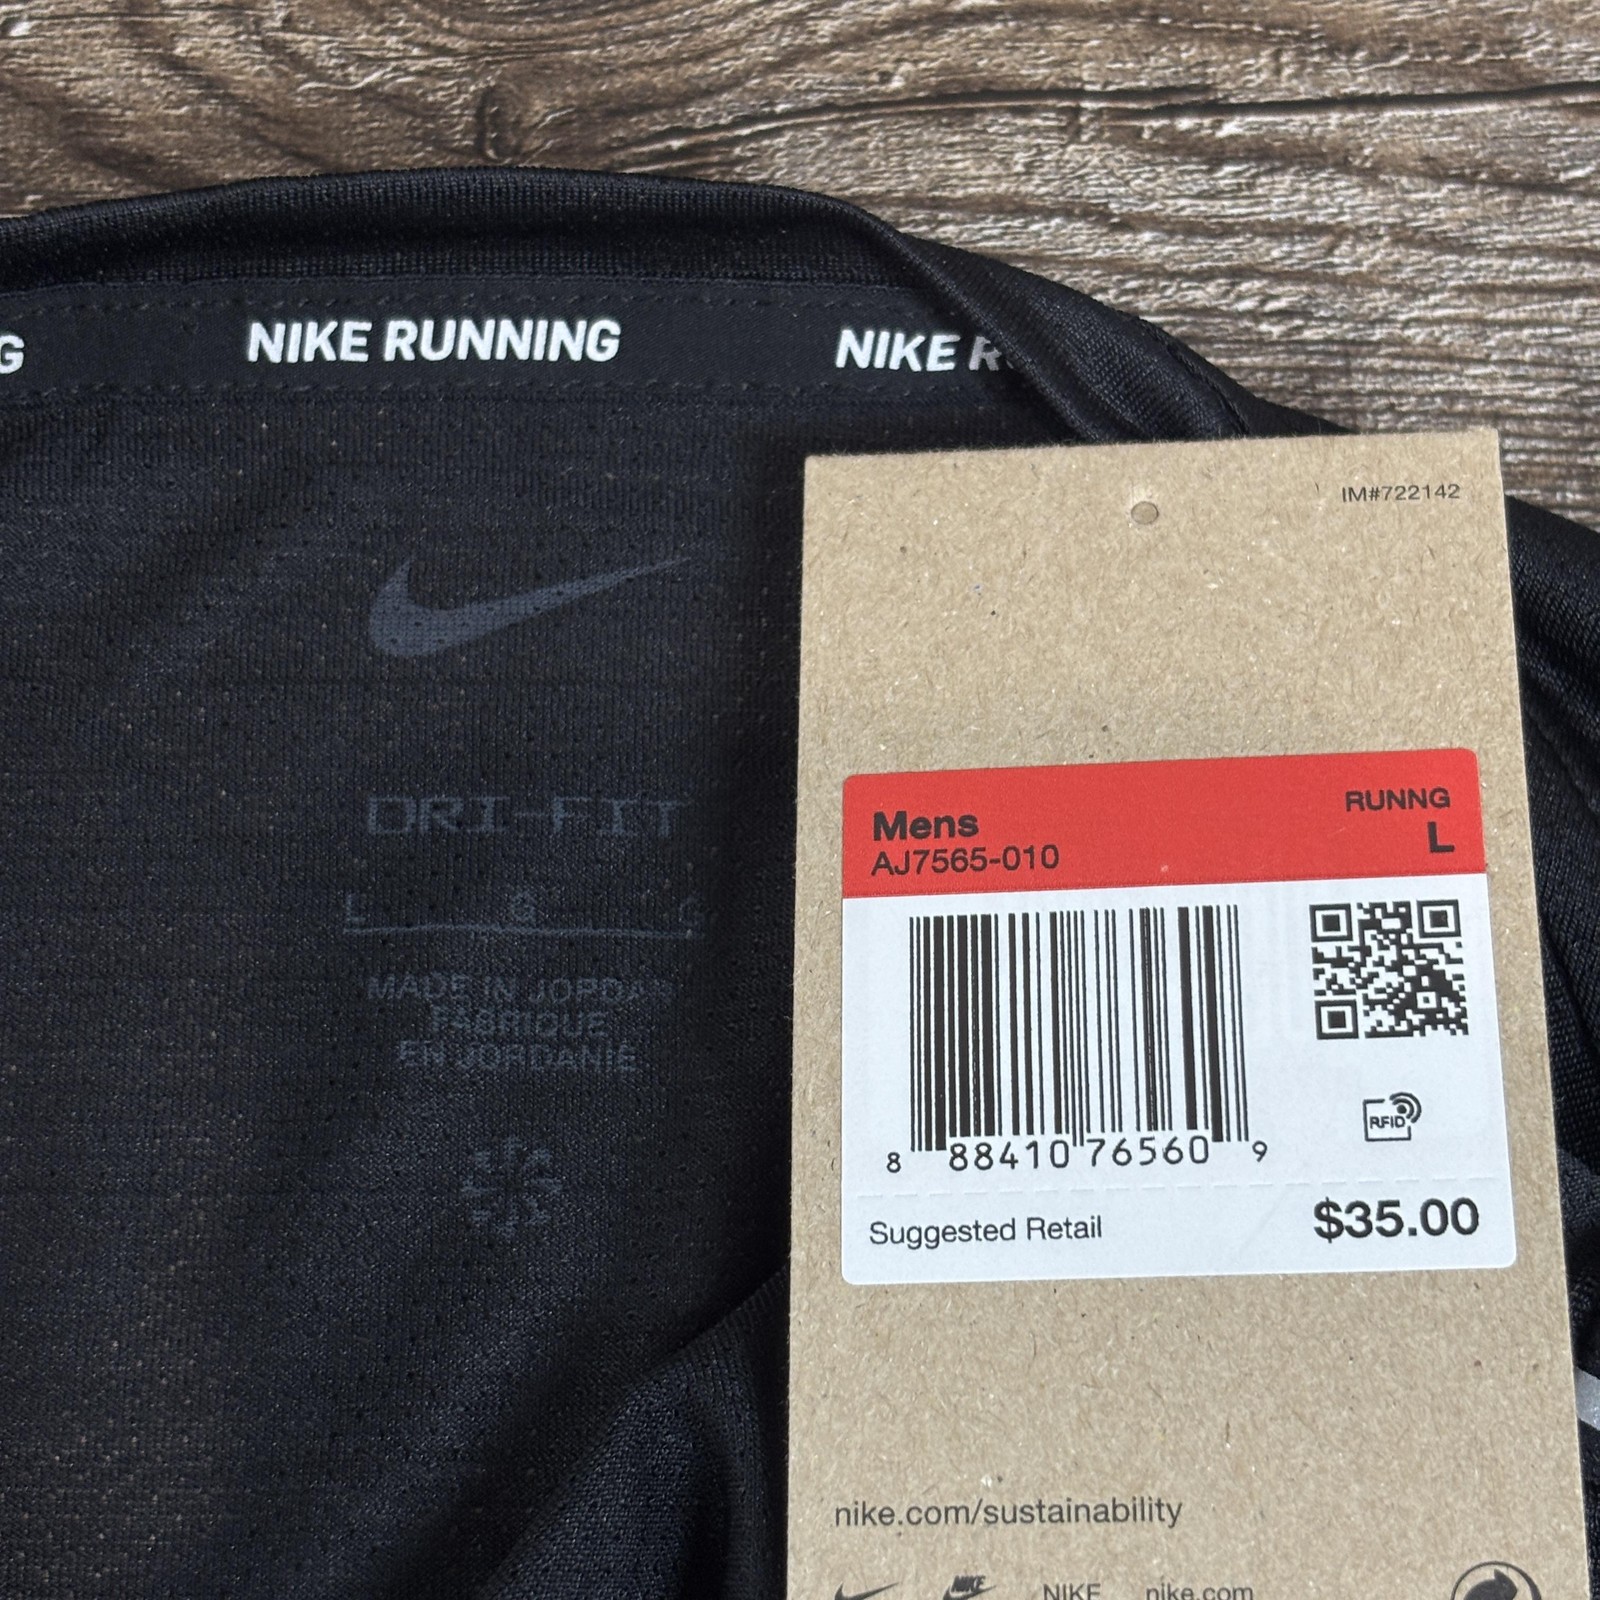 G NIKE RUNNING NIKE R
DRI-FIT
L G G
MADE IN JORDAN
FABRIQUE
EN JORDANIE
IM#722142
RUNNG
Mens L
AJ7565-010
8 88410 76560 9
RFID
Suggested Retail $35.00
nike.com/sustainability
NIKE NIKE nike.com